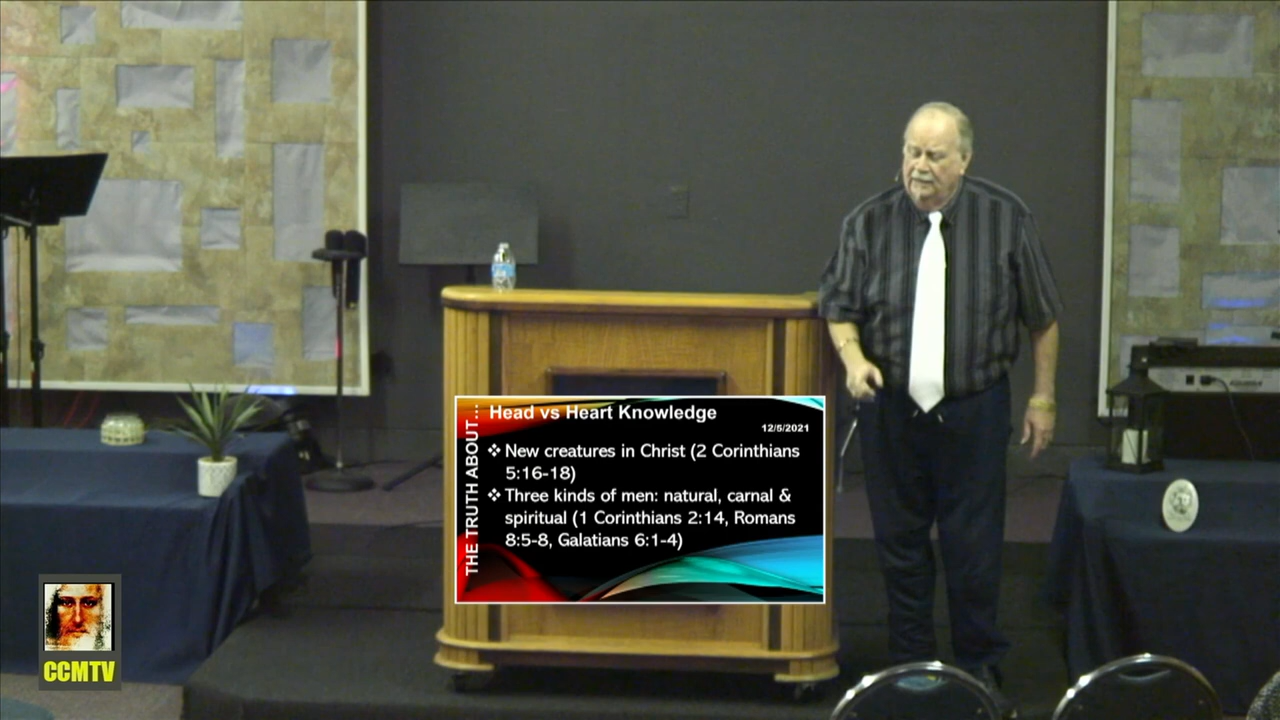 Head vs Heart Knowledge
12/5/2021
THE TRUTH ABOUT...
❖ New creatures in Christ (2 Corinthians
5:16-18)
❖ Three kinds of men: natural, carnal &
spiritual (1 Corinthians 2:14, Romans
8:5-8, Galatians 6:1-4)
CCMTV